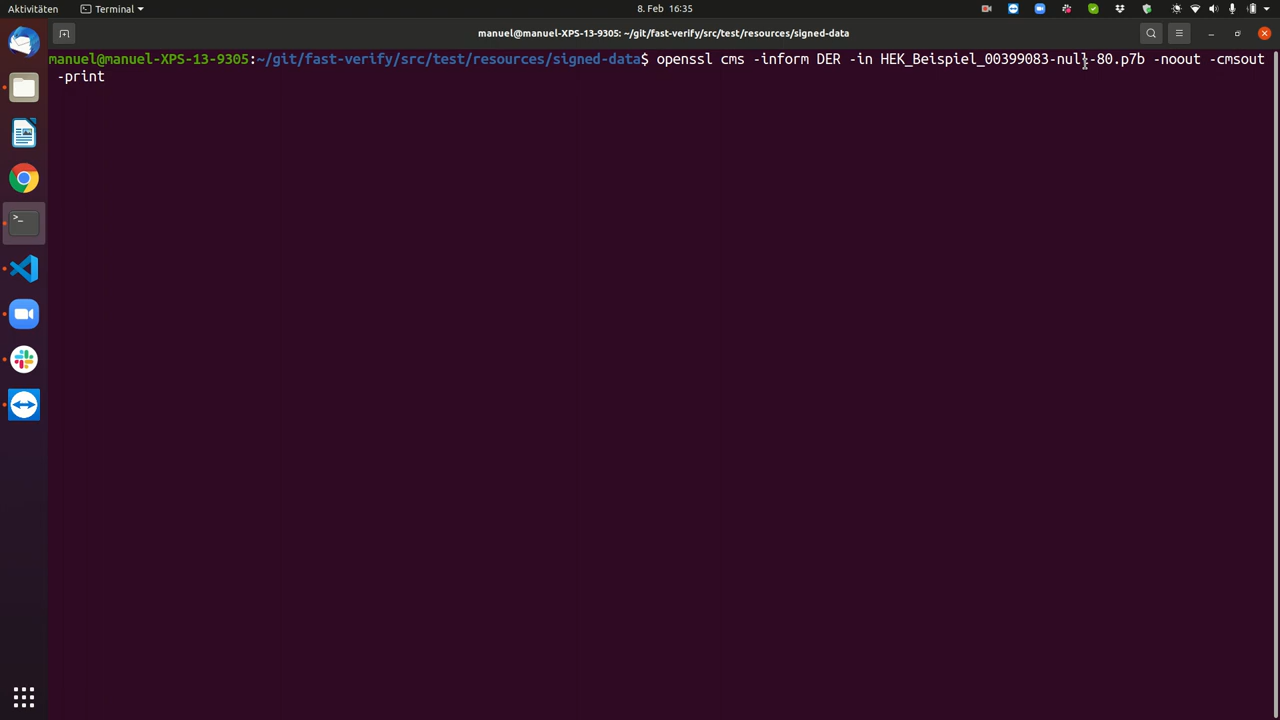 Aktivitäten Terminal 8. Feb 16:35
manuel@manuel-XPS-13-9305: ~/git/fast-verify/src/test/resources/signed-data
manuel@manuel-XPS-13-9305:~/git/fast-verify/src/test/resources/signed-data$ openssl cms -inform DER -in HEK_Beispiel_00399083-null-80.p7b -noout -cmsout
-print
>_